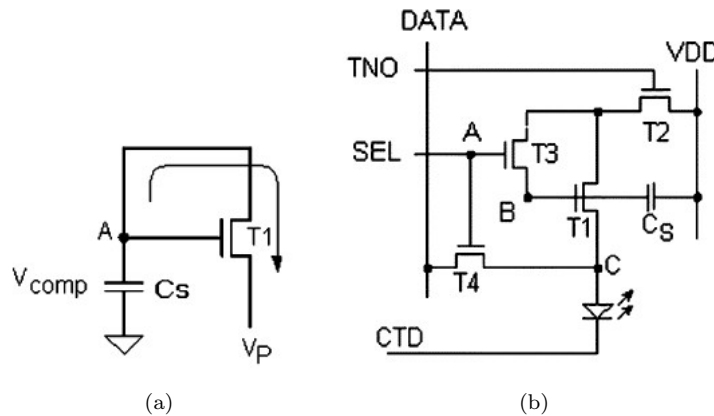 DATA
VDD
TNO
T2
A
T3
SEL
A
T1
B
T1
CS
Vcomp
Cs
C
T4
VP
CTD
(a)
(b)